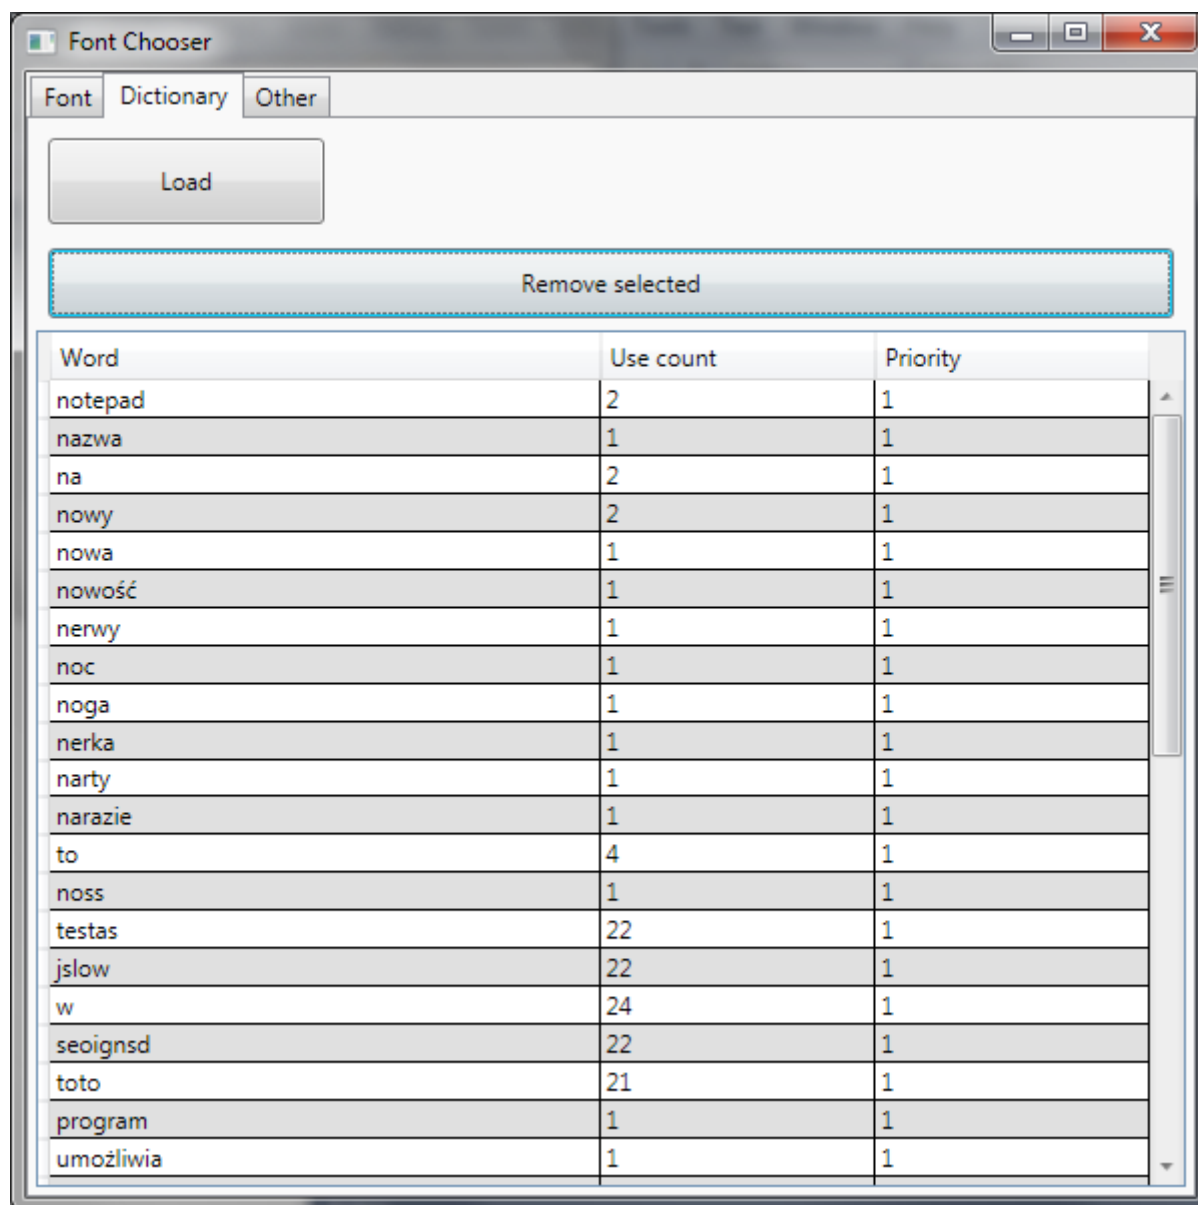 Font Chooser
Font Dictionary Other
Load
Remove selected
Word Use count Priority
notepad 2 1
nazwa 1 1
na 2 1
nowy 2 1
nowa 1 1
nowość 1 1
nerwy 1 1
noc 1 1
noga 1 1
nerka 1 1
narty 1 1
narazie 1 1
to 4 1
noss 1 1
testas 22 1
jslow 22 1
w 24 1
seoignsd 22 1
toto 21 1
program 1 1
umożliwia 1 1